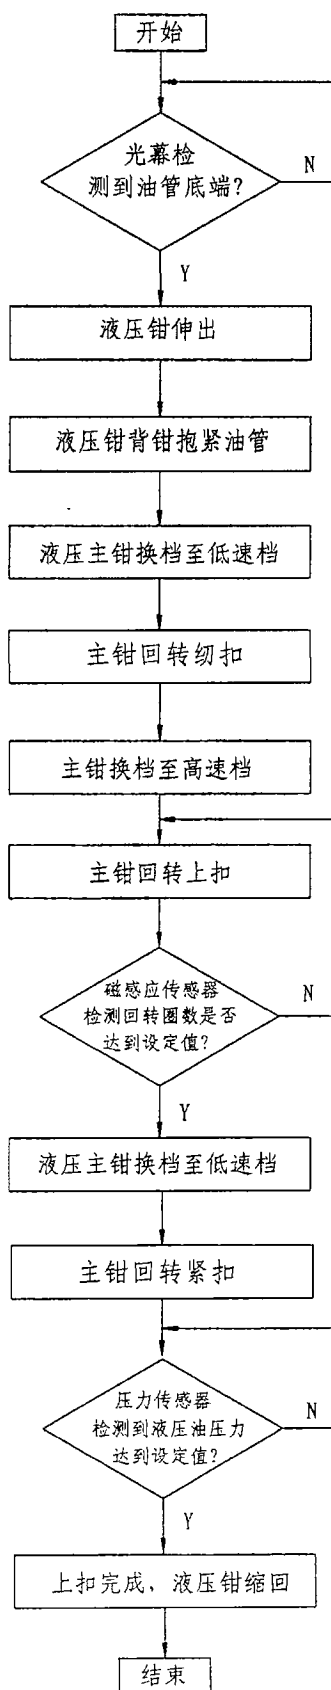 开始
光幕检
测到油管底端?
N
Y
液压钳伸出
液压钳背钳抱紧油管
液压主钳换档至低速档
主钳回转纫扣
主钳换档至高速档
主钳回转上扣
磁感应传感器
检测回转圈数是否
达到设定值?
N
Y
液压主钳换档至低速档
主钳回转紧扣
压力传感器
检测到液压油压力
达到设定值?
N
Y
上扣完成，液压钳缩回
结束